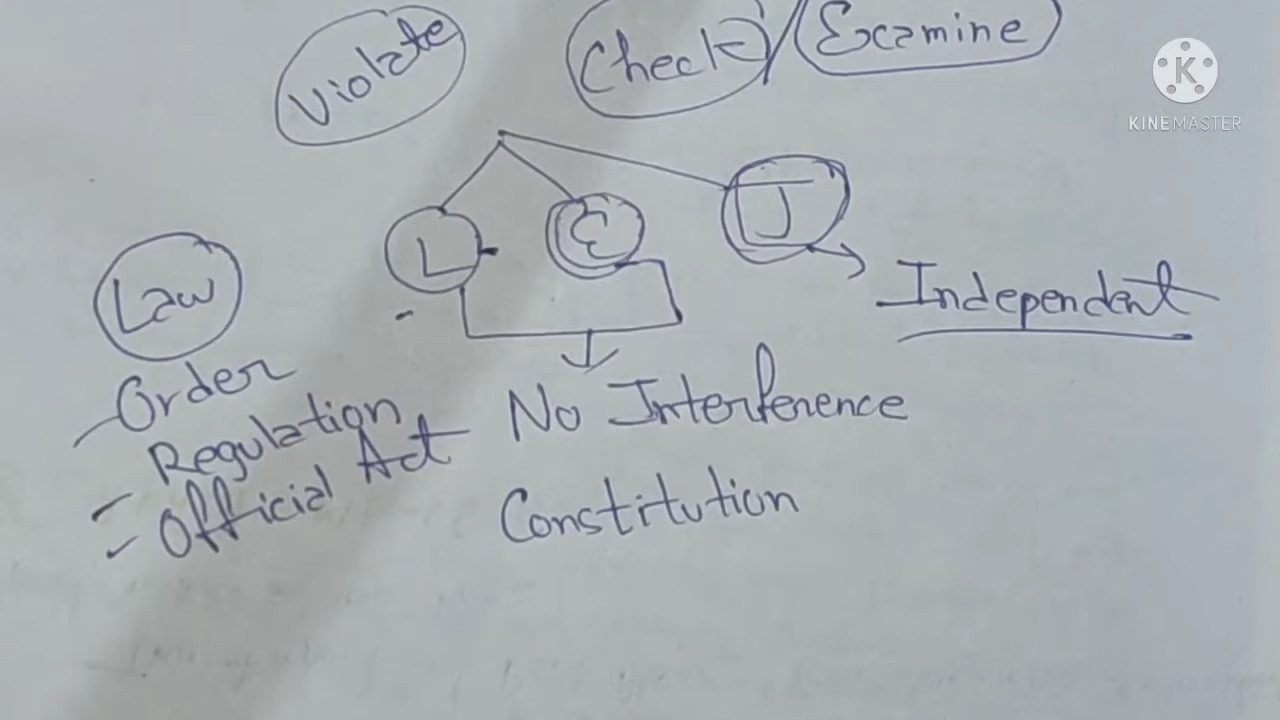 Violate
Check / Examine
K
KINEMASTER
L E J
Law
Independent
Order
No Interference
Regulation
Official Act
Constitution